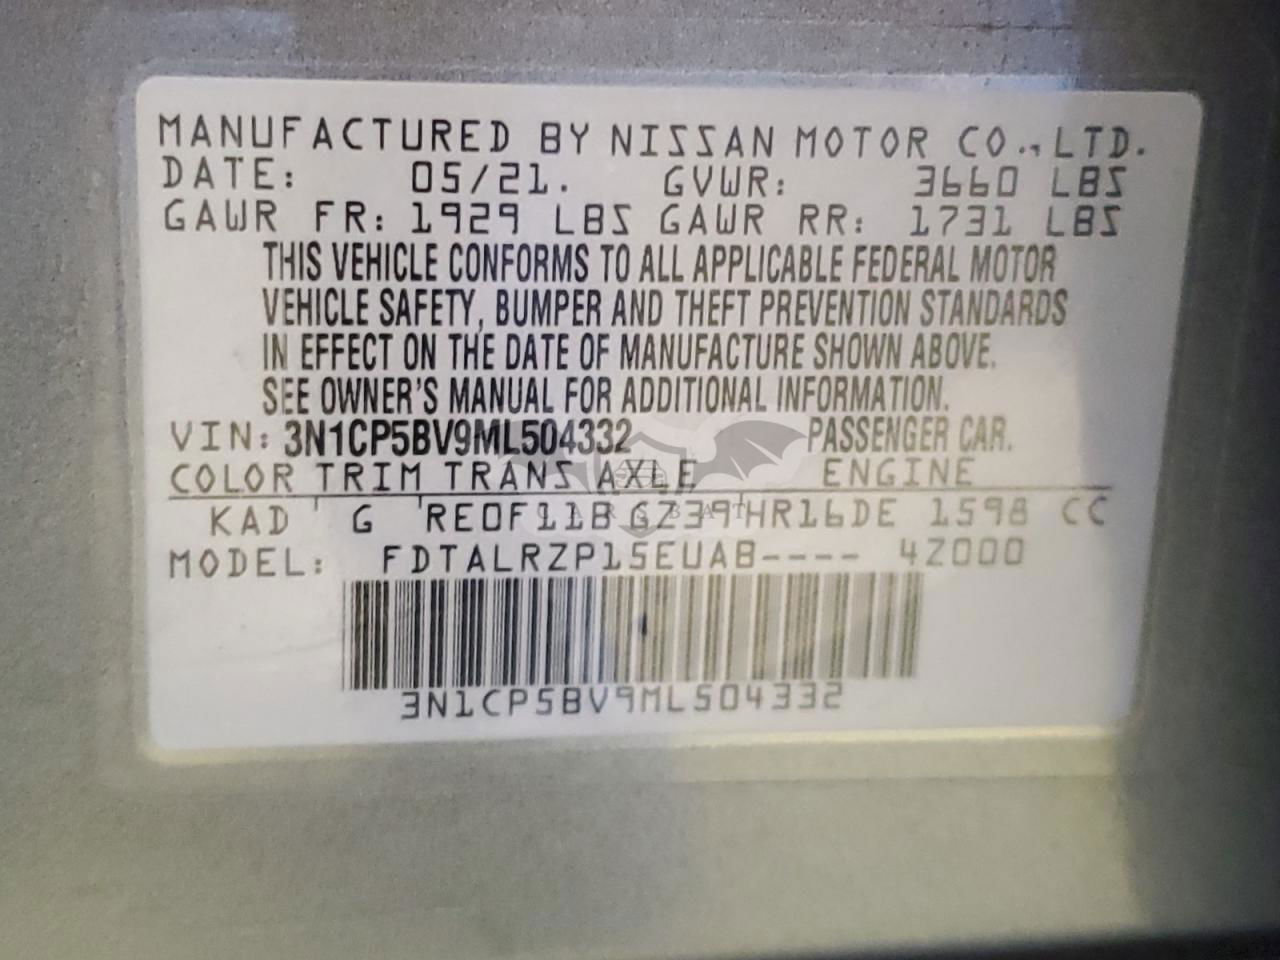 MANUFACTURED BY NISSAN MOTOR CO., LTD.
DATE: 05/21. GVWR: 3660 LBS
GAWR FR: 1929 LBS GAWR RR: 1731 LBS
THIS VEHICLE CONFORMS TO ALL APPLICABLE FEDERAL MOTOR
VEHICLE SAFETY, BUMPER AND THEFT PREVENTION STANDARDS
IN EFFECT ON THE DATE OF MANUFACTURE SHOWN ABOVE.
SEE OWNER'S MANUAL FOR ADDITIONAL INFORMATION.
VIN: 3N1CP5BV9ML504332 PASSENGER CAR.
COLOR TRIM TRANS AXLE ENGINE
KAD G RE0F11B GZ39 HR16DE 1598 CC
CARSBAT
MODEL: FDTALRZP15EUAB---- 4Z000
3N1CP5BV9ML504332